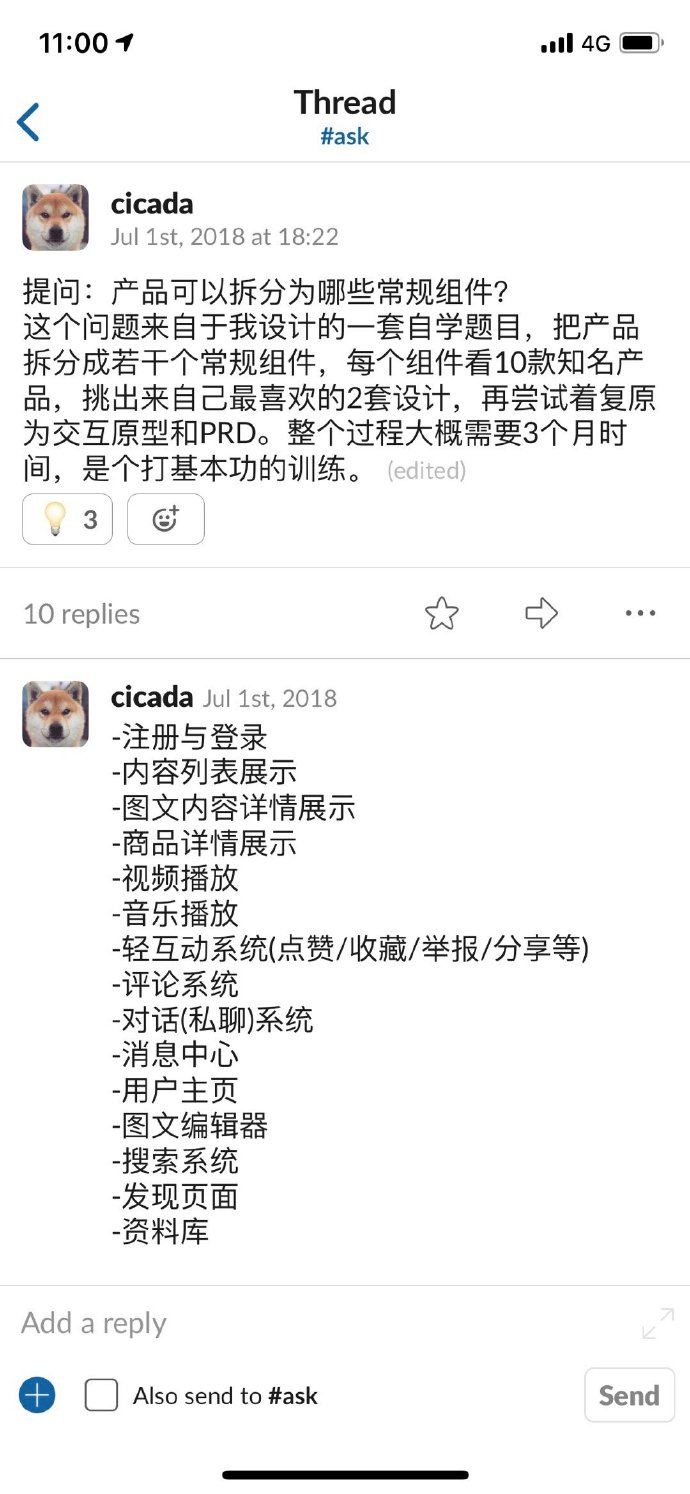 11:00
4G
Thread
#ask
cicada
Jul 1st, 2018 at 18:22
提问：产品可以拆分为哪些常规组件?
这个问题来自于我设计的一套自学题目，把产品
拆分成若干个常规组件，每个组件看10款知名产
品，挑出来自己最喜欢的2套设计，再尝试着复原
为交互原型和PRD。整个过程大概需要3个月时
间，是个打基本功的训练。 (edited)
3
10 replies
cicada Jul 1st, 2018
-注册与登录
-内容列表展示
-图文内容详情展示
-商品详情展示
-视频播放
-音乐播放
-轻互动系统(点赞/收藏/举报/分享等)
-评论系统
-对话(私聊)系统
-消息中心
-用户主页
-图文编辑器
-搜索系统
-发现页面
-资料库
Add a reply
Also send to #ask
Send